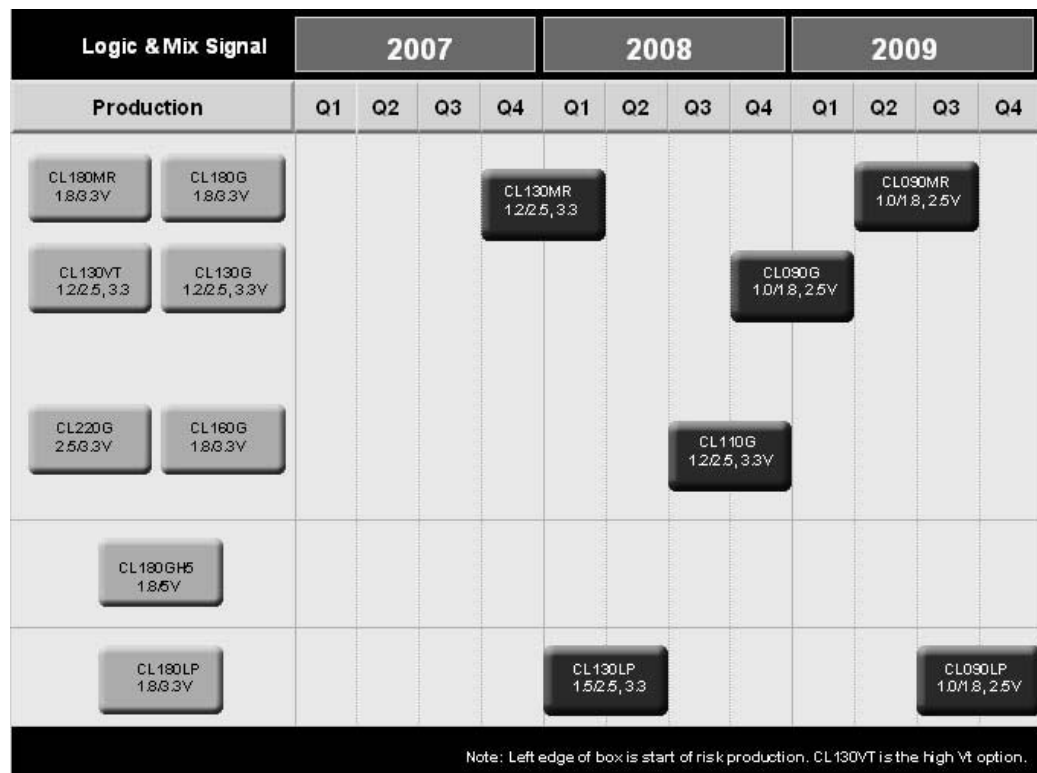 Logic & Mix Signal 2007 2008 2009
Production Q1 Q2 Q3 Q4 Q1 Q2 Q3 Q4 Q1 Q2 Q3 Q4
CL180MR
1.8/3.3V
CL180G
1.8/3.3V
CL130MR
1.2/2.5, 3.3
CL090MR
1.0/1.8, 2.5V
CL130VT
1.2/2.5, 3.3
CL130G
1.2/2.5, 3.3V
CL090G
1.0/1.8, 2.5V
CL220G
2.5/3.3V
CL160G
1.8/3.3V
CL110G
1.2/2.5, 3.3V
CL180GH5
1.8/5V
CL180LP
1.8/3.3V
CL130LP
1.5/2.5, 3.3
CL090LP
1.0/1.8, 2.5V
Note: Left edge of box is start of risk production. CL130VT is the high Vt option.